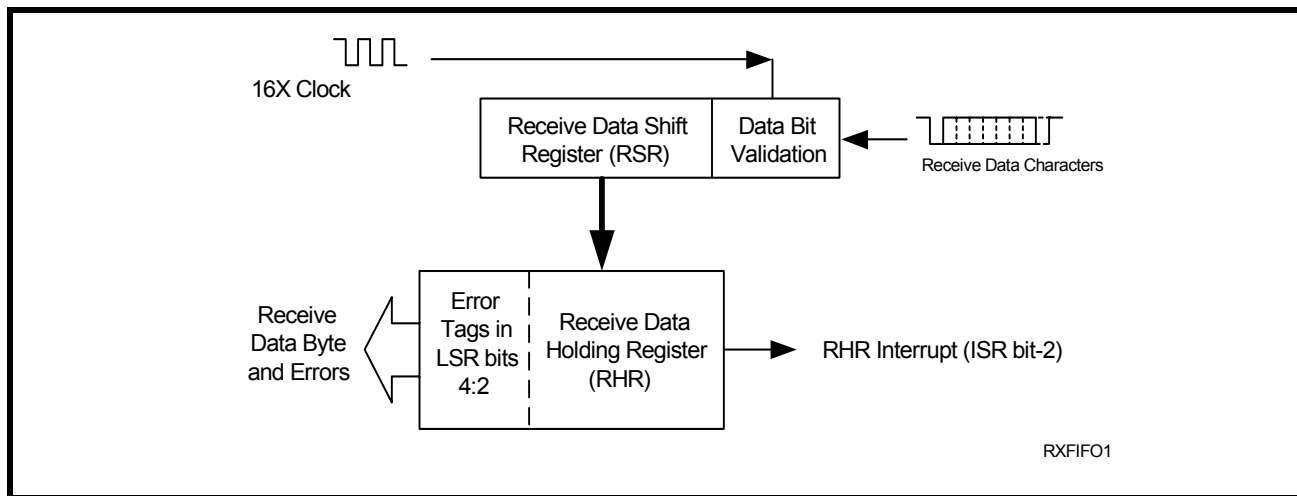 16X Clock
Receive Data Shift
Register (RSR)
Data Bit
Validation
Receive Data Characters
Receive
Data Byte
and Errors
Error
Tags in
LSR bits
4:2
Receive Data
Holding Register
(RHR)
RHR Interrupt (ISR bit-2)
RXFIFO1